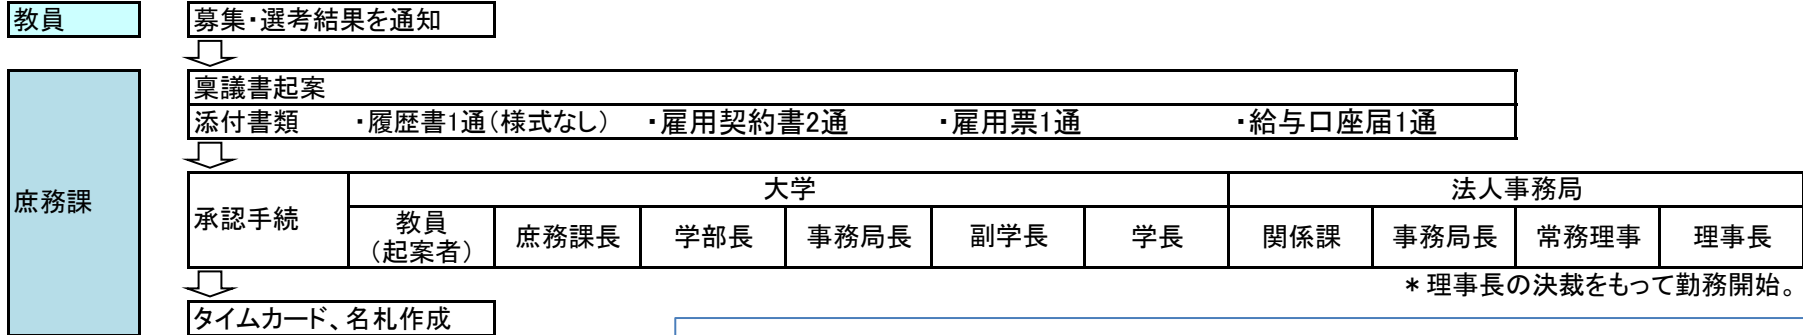 教員
募集・選考結果を通知
庶務課
稟議書起案
添付書類 ・履歴書1通（様式なし） ・雇用契約書2通 ・雇用票1通 ・給与口座届1通
承認手続
大学 法人事務局
教員（起案者） 庶務課長 学部長 事務局長 副学長 学長 関係課 事務局長 常務理事 理事長
＊理事長の決裁をもって勤務開始。
タイムカード、名札作成